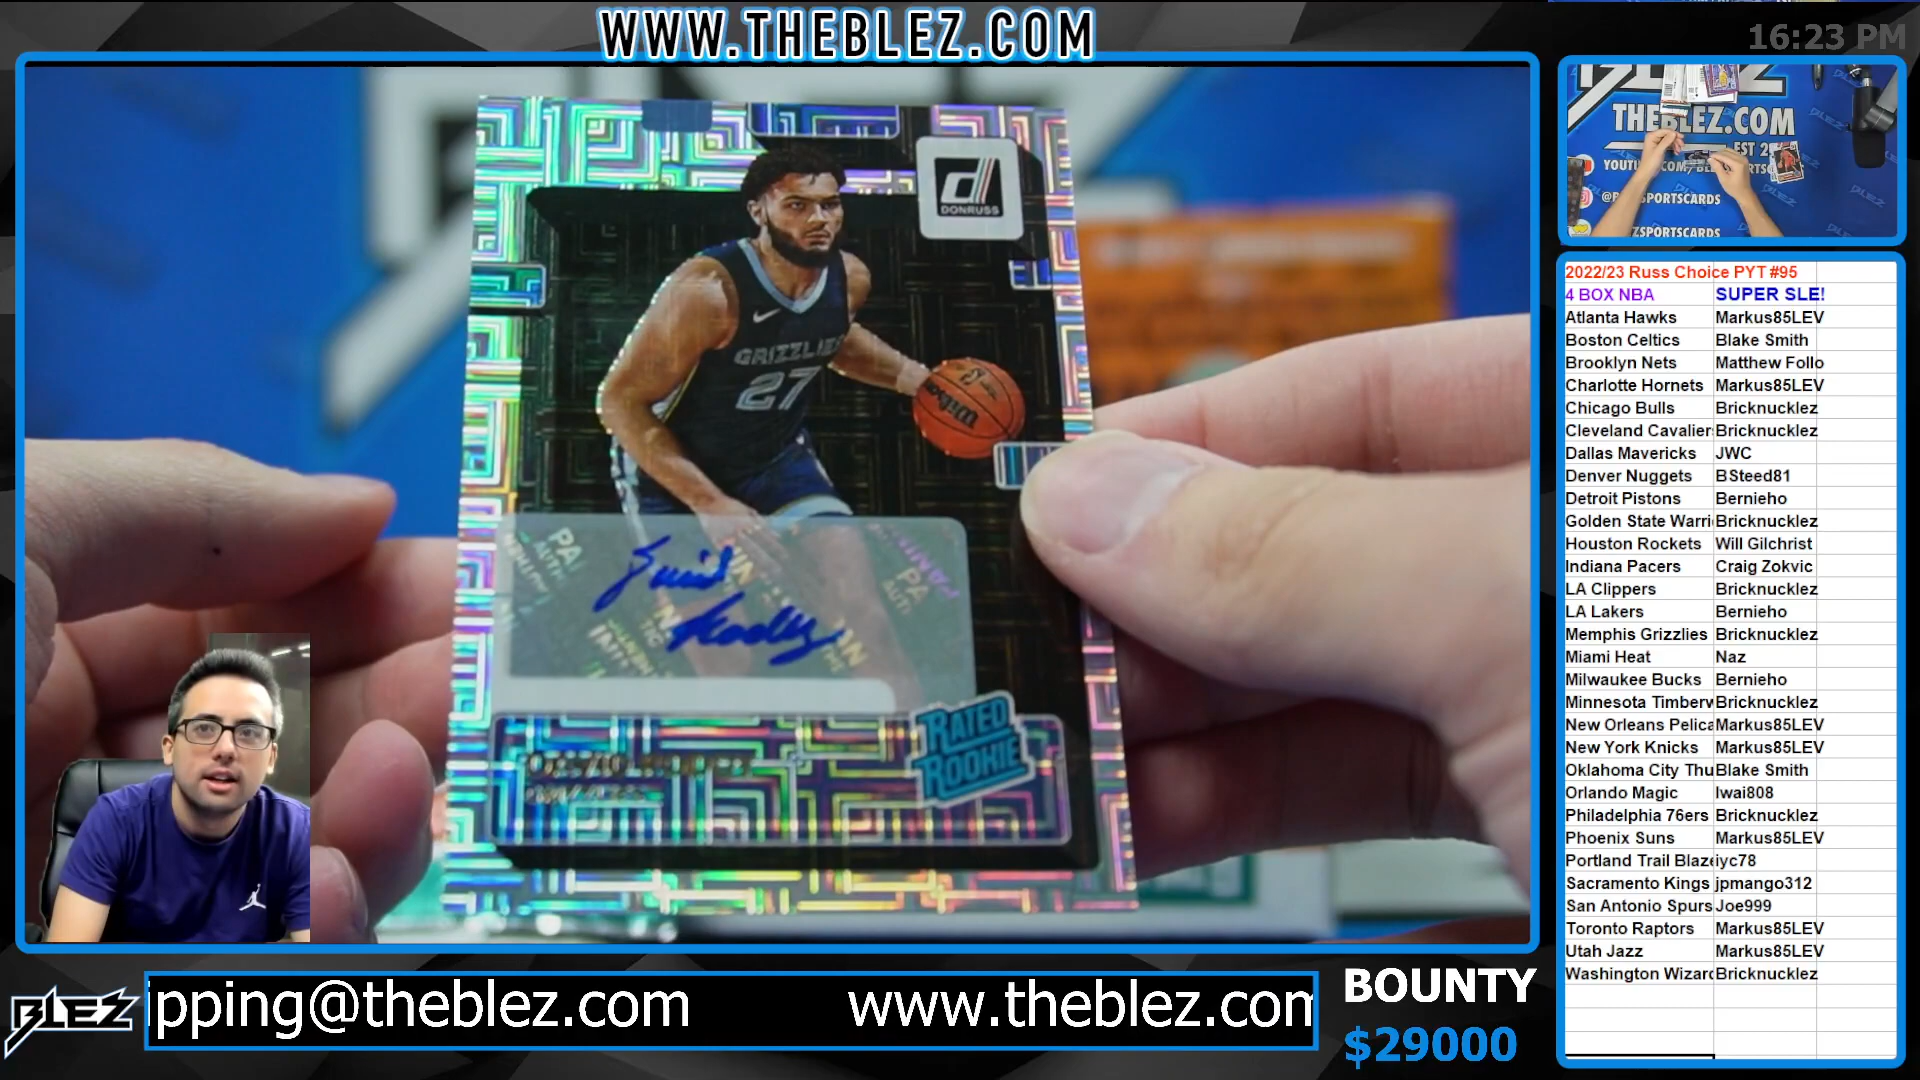 WWW.THEBLEZ.COM
16:23 PM
DONRUSS
GRIZZLIES
27
Wilson
RATED
ROOKIE
THEBLEZ.COM
2022/23 Russ Choice PYT #95
4 BOX NBA SUPER SLE!
Atlanta Hawks Markus85LEV
Boston Celtics Blake Smith
Brooklyn Nets Matthew Follo
Charlotte Hornets Markus85LEV
Chicago Bulls Bricknucklez
Cleveland Cavalier Bricknucklez
Dallas Mavericks JWC
Denver Nuggets BSteed81
Detroit Pistons Bernieho
Golden State Warri Bricknucklez
Houston Rockets Will Gilchrist
Indiana Pacers Craig Zokvic
LA Clippers Bricknucklez
LA Lakers Bernieho
Memphis Grizzlies Bricknucklez
Miami Heat Naz
Milwaukee Bucks Bernieho
Minnesota Timberw Bricknucklez
New Orleans Pelica Markus85LEV
New York Knicks Markus85LEV
Oklahoma City Thu Blake Smith
Orlando Magic Iwai808
Philadelphia 76ers Bricknucklez
Phoenix Suns Markus85LEV
Portland Trail Blaze iyc78
Sacramento Kings jpmango312
San Antonio Spurs Joe999
Toronto Raptors Markus85LEV
Utah Jazz Markus85LEV
Washington Wizard Bricknucklez
BLEZ
ipping@theblez.com www.theblez.com
BOUNTY
$29000